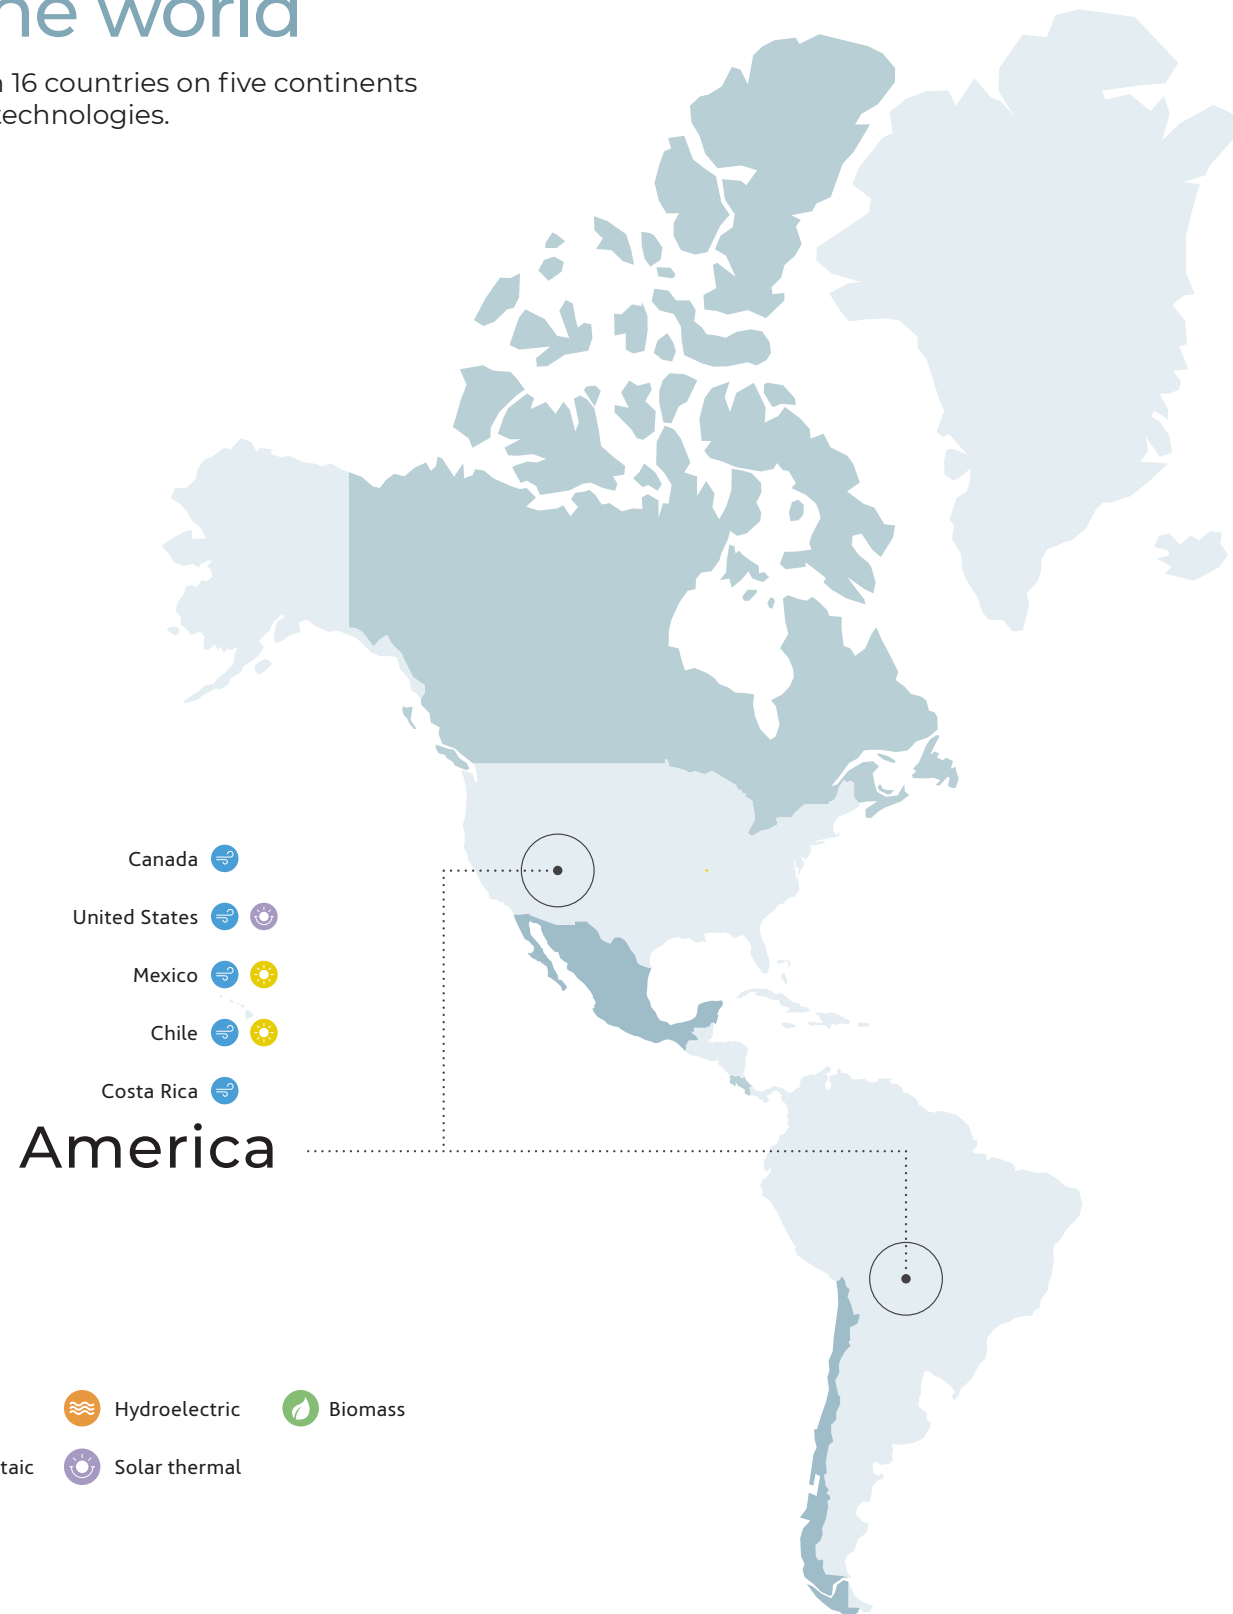 he world
16 countries on five continents
technologies.
Canada
United States
Mexico
Chile
Costa Rica
America
Hydroelectric
Biomass
taic
Solar thermal